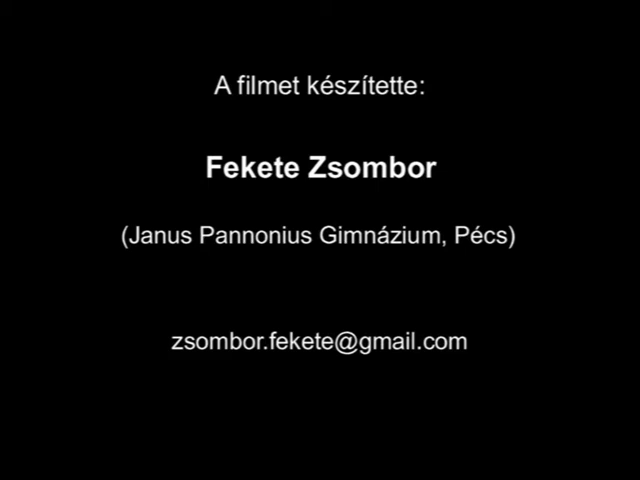 A filmet készítette:
Fekete Zsombor
(Janus Pannonius Gimnázium, Pécs)
zsombor.fekete@gmail.com